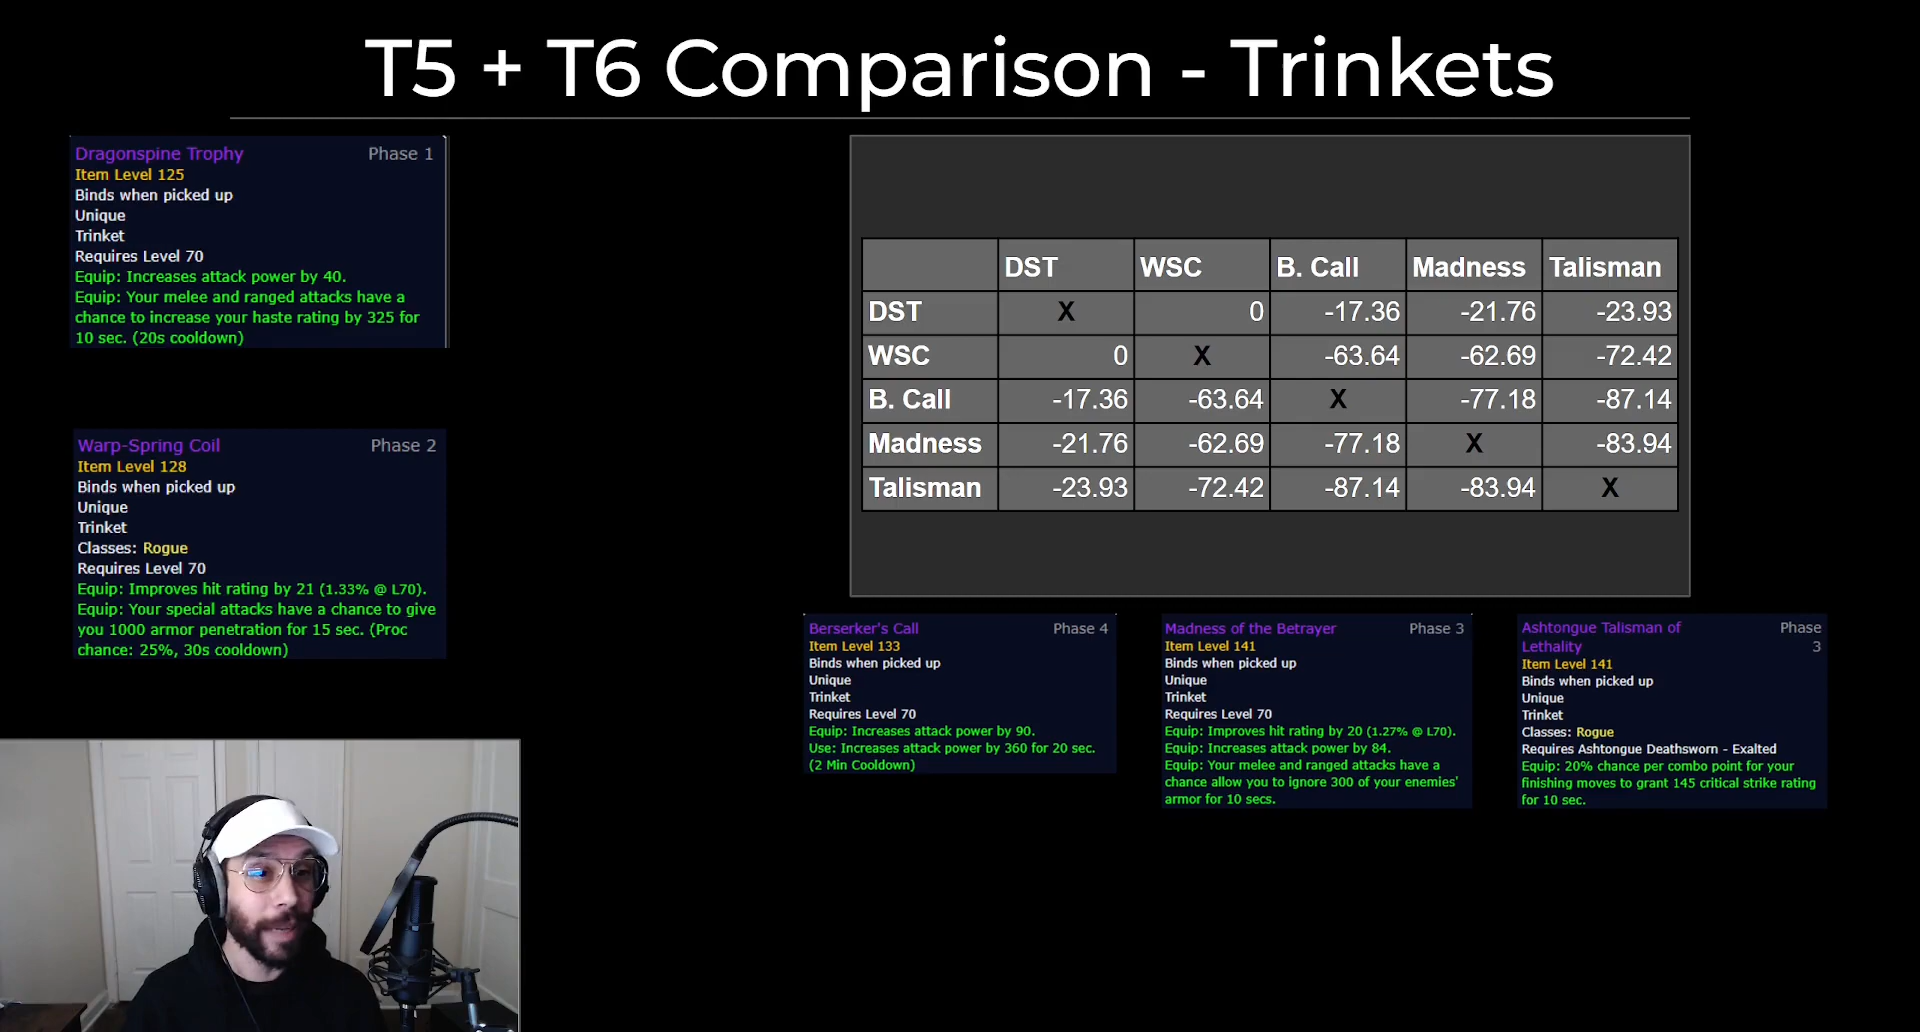 T5 + T6 Comparison - Trinkets
Dragonspine Trophy Phase 1
Item Level 125
Binds when picked up
Unique
Trinket
Requires Level 70
Equip: Increases attack power by 40.
Equip: Your melee and ranged attacks have a
chance to increase your haste rating by 325 for
10 sec. (20s cooldown)
Warp-Spring Coil Phase 2
Item Level 128
Binds when picked up
Unique
Trinket
Classes: Rogue
Requires Level 70
Equip: Improves hit rating by 21 (1.33% @ L70).
Equip: Your special attacks have a chance to give
you 1000 armor penetration for 15 sec. (Proc
chance: 25%, 30s cooldown)
DST WSC B. Call Madness Talisman
DST X 0 -17.36 -21.76 -23.93
WSC 0 X -63.64 -62.69 -72.42
B. Call -17.36 -63.64 X -77.18 -87.14
Madness -21.76 -62.69 -77.18 X -83.94
Talisman -23.93 -72.42 -87.14 -83.94 X
Berserker's Call Phase 4
Item Level 133
Binds when picked up
Unique
Trinket
Requires Level 70
Equip: Increases attack power by 90.
Use: Increases attack power by 360 for 20 sec.
(2 Min Cooldown)
Madness of the Betrayer Phase 3
Item Level 141
Binds when picked up
Unique
Trinket
Requires Level 70
Equip: Improves hit rating by 20 (1.27% @ L70).
Equip: Increases attack power by 84.
Equip: Your melee and ranged attacks have a
chance allow you to ignore 300 of your enemies'
armor for 10 secs.
Ashtongue Talisman of Phase
Lethality 3
Item Level 141
Binds when picked up
Unique
Trinket
Classes: Rogue
Requires Ashtongue Deathsworn - Exalted
Equip: 20% chance per combo point for your
finishing moves to grant 145 critical strike rating
for 10 sec.